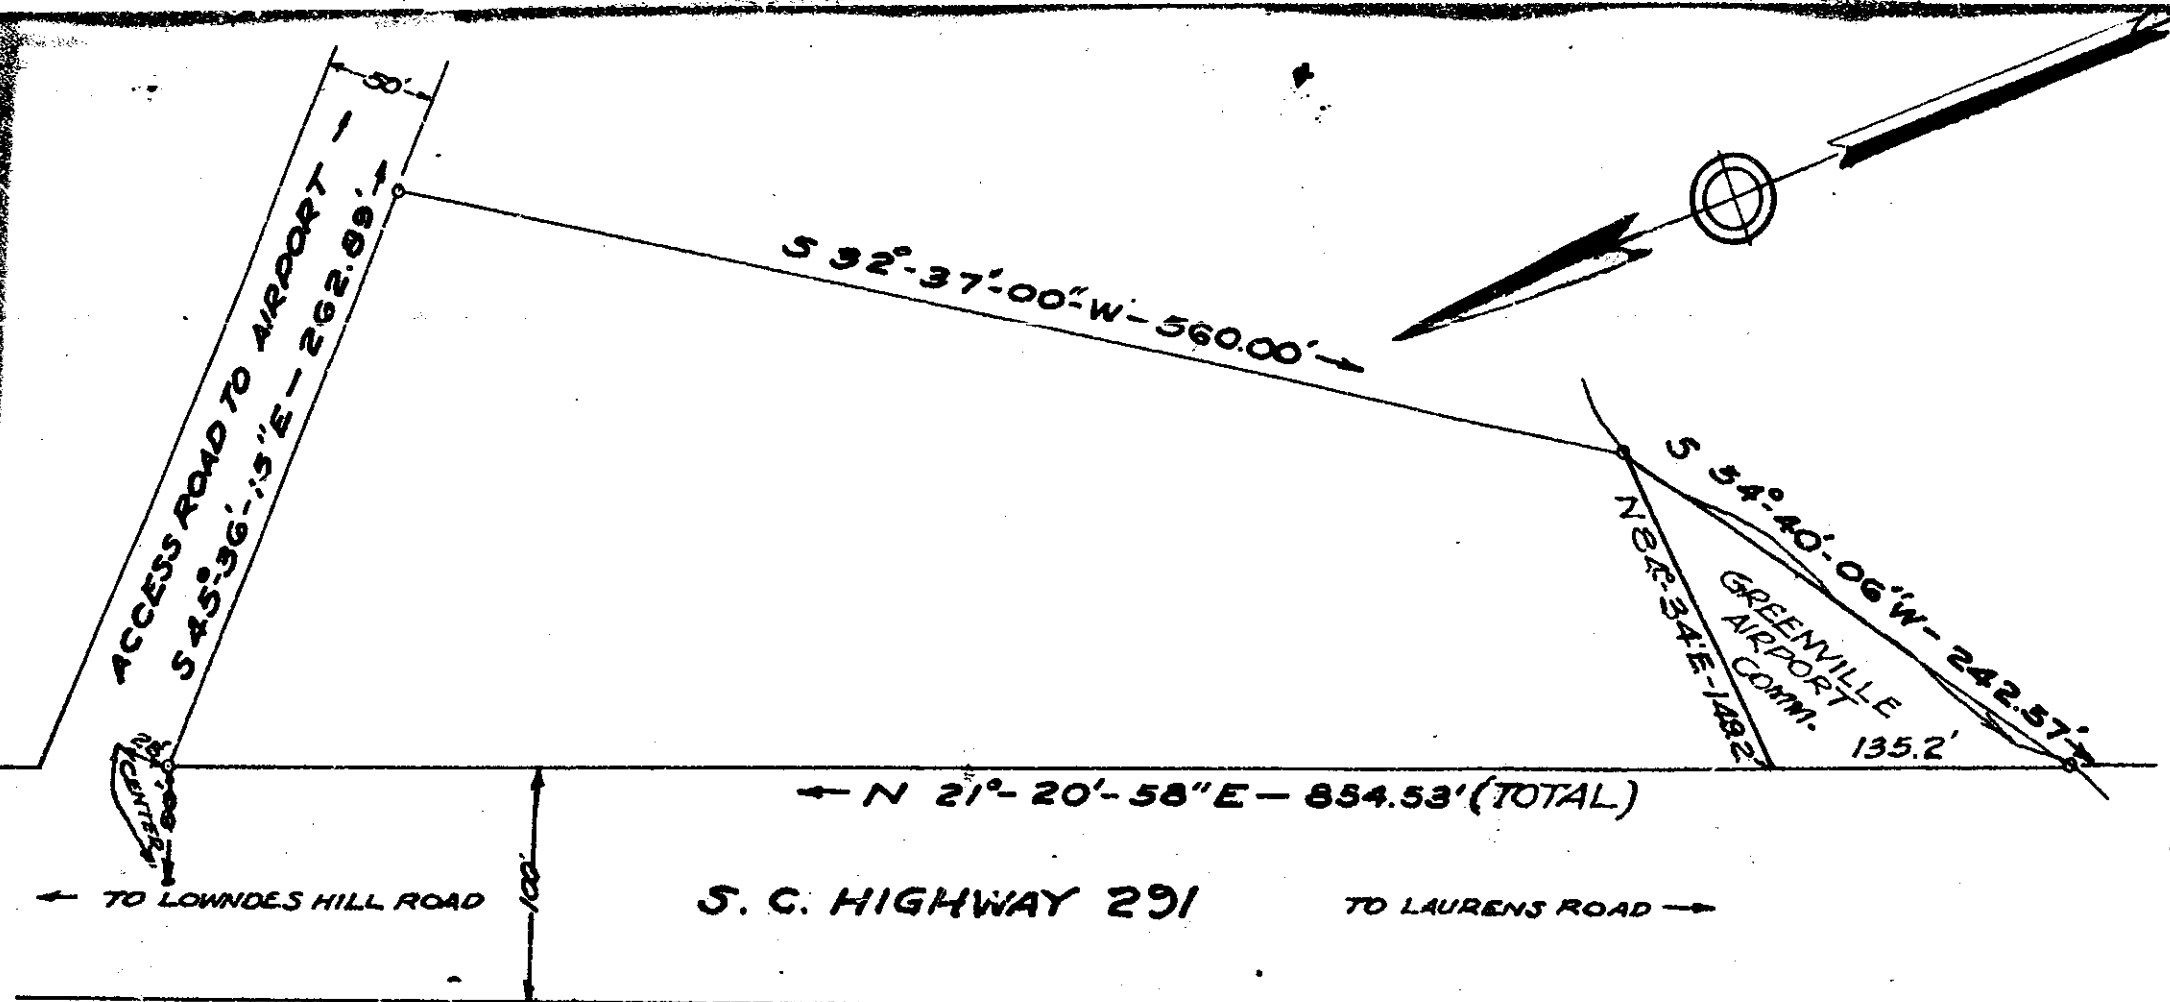 50'
ACCESS ROAD TO AIRPORT
S 45°-36'-15" E - 262.89'
S 32°-37'-00" W - 560.00'
S 54°-40'-06" W - 242.57'
N 84°-34' E - 149.2'
GREENVILLE
AIRPORT
COMM.
135.2'
N 21°-20'-58" E - 854.53' (TOTAL)
CENTER
100'
TO LOWNDES HILL ROAD
S. C. HIGHWAY 291
TO LAURENS ROAD